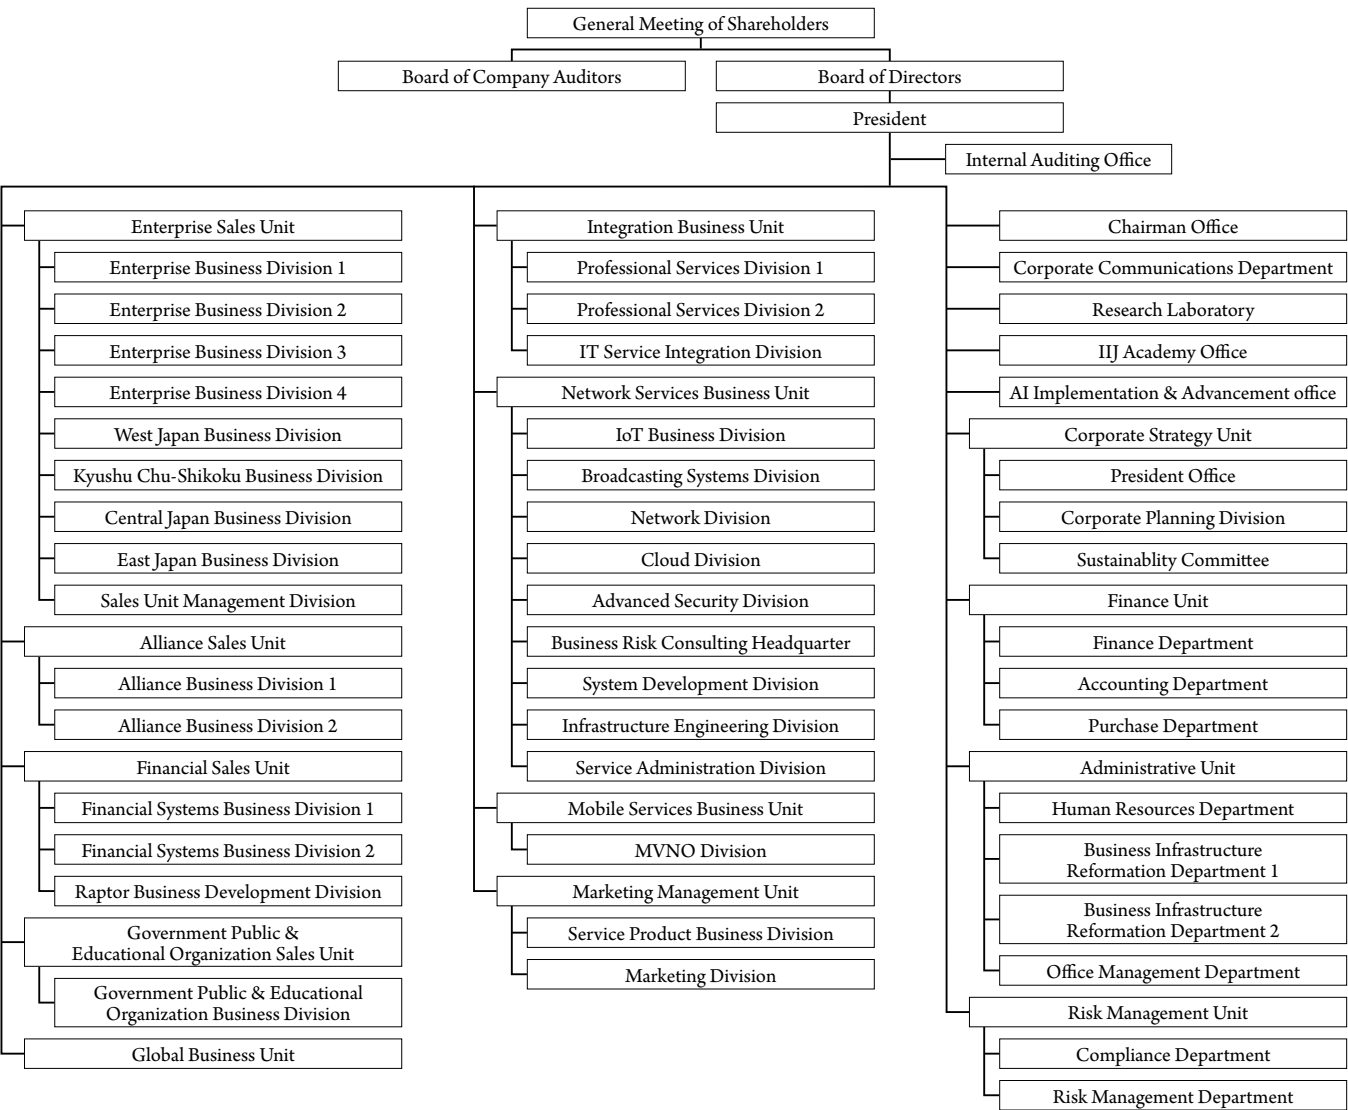 General Meeting of Shareholders
Board of Company Auditors
Board of Directors
President
Internal Auditing Office
Enterprise Sales Unit
Enterprise Business Division 1
Enterprise Business Division 2
Enterprise Business Division 3
Enterprise Business Division 4
West Japan Business Division
Kyushu Chu-Shikoku Business Division
Central Japan Business Division
East Japan Business Division
Sales Unit Management Division
Alliance Sales Unit
Alliance Business Division 1
Alliance Business Division 2
Financial Sales Unit
Financial Systems Business Division 1
Financial Systems Business Division 2
Raptor Business Development Division
Government Public &
Educational Organization Sales Unit
Government Public & Educational
Organization Business Division
Global Business Unit
Integration Business Unit
Professional Services Division 1
Professional Services Division 2
IT Service Integration Division
Network Services Business Unit
IoT Business Division
Broadcasting Systems Division
Network Division
Cloud Division
Advanced Security Division
Business Risk Consulting Headquarter
System Development Division
Infrastructure Engineering Division
Service Administration Division
Mobile Services Business Unit
MVNO Division
Marketing Management Unit
Service Product Business Division
Marketing Division
Chairman Office
Corporate Communications Department
Research Laboratory
IIJ Academy Office
AI Implementation & Advancement office
Corporate Strategy Unit
President Office
Corporate Planning Division
Sustainablity Committee
Finance Unit
Finance Department
Accounting Department
Purchase Department
Administrative Unit
Human Resources Department
Business Infrastructure
Reformation Department 1
Business Infrastructure
Reformation Department 2
Office Management Department
Risk Management Unit
Compliance Department
Risk Management Department